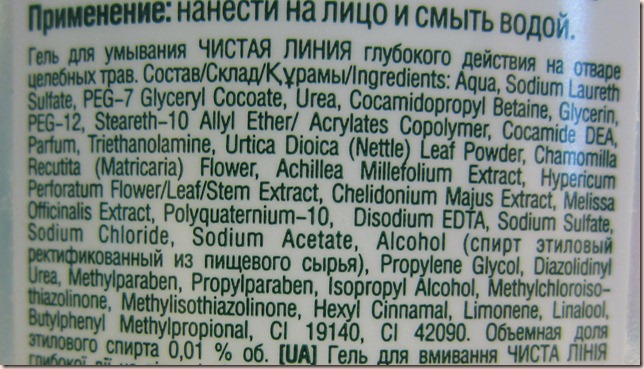 Применение: нанести на лицо и смыть водой.
Гель для умывания ЧИСТАЯ ЛИНИЯ глубокого действия на отваре
целебных трав. Состав/Склад/Құрамы/Ingredients: Aqua, Sodium Laureth
Sulfate, PEG-7 Glyceryl Cocoate, Urea, Cocamidopropyl Betaine, Glycerin,
PEG-12, Steareth-10 Allyl Ether/ Acrylates Copolymer, Cocamide DEA,
Parfum, Triethanolamine, Urtica Dioica (Nettle) Leaf Powder, Chamomilla
Recutita (Matricaria) Flower, Achillea Millefolium Extract, Hypericum
Perforatum Flower/Leaf/Stem Extract, Chelidonium Majus Extract, Melissa
Officinalis Extract, Polyquaternium-10, Disodium EDTA, Sodium Sulfate,
Sodium Chloride, Sodium Acetate, Alcohol (спирт этиловый
ректификованный из пищевого сырья), Propylene Glycol, Diazolidinyl
Urea, Methylparaben, Propylparaben, Isopropyl Alcohol, Methylchloroiso-
thiazolinone, Methylisothiazolinone, Hexyl Cinnamal, Limonene, Linalool,
Butylphenyl Methylpropional, CI 19140, CI 42090. Объемная доля
этилового спирта 0,01 % об. [UA] Гель для вмивання ЧИСТА ЛІНІЯ
глибокої дії на